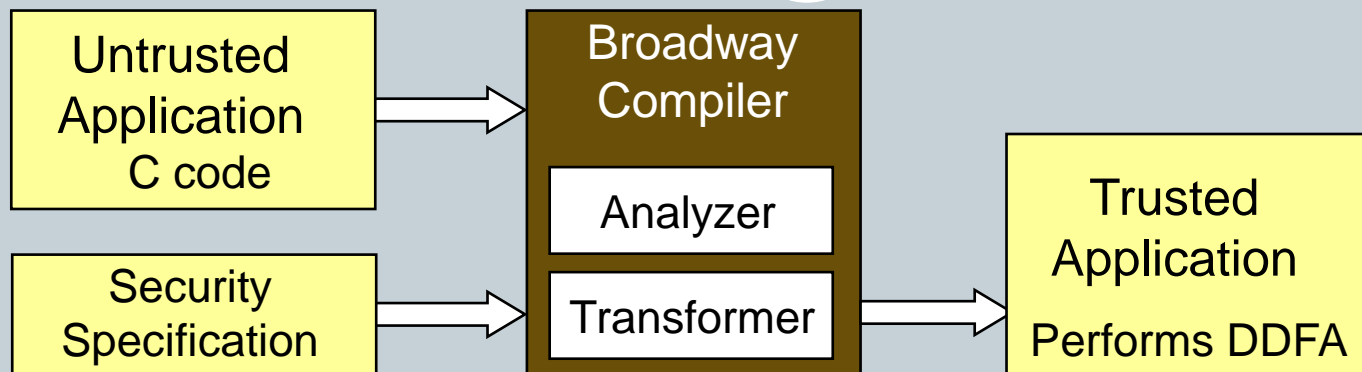 Untrusted
Application
C code
Security
Specification
Broadway
Compiler
Analyzer
Transformer
Trusted
Application
Performs DDFA